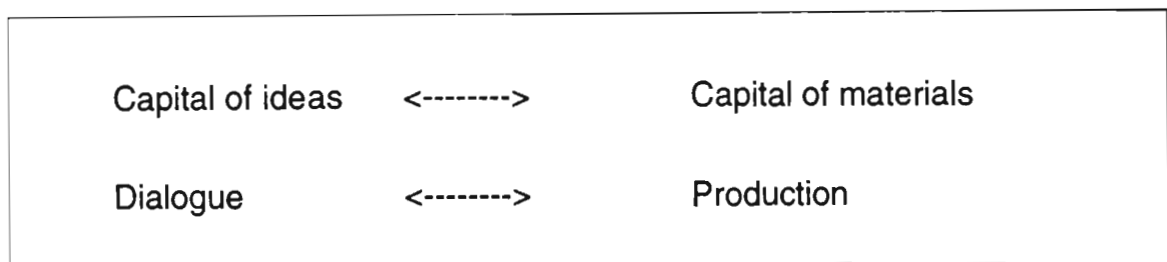 Capital of ideas <--------> Capital of materials
Dialogue <--------> Production